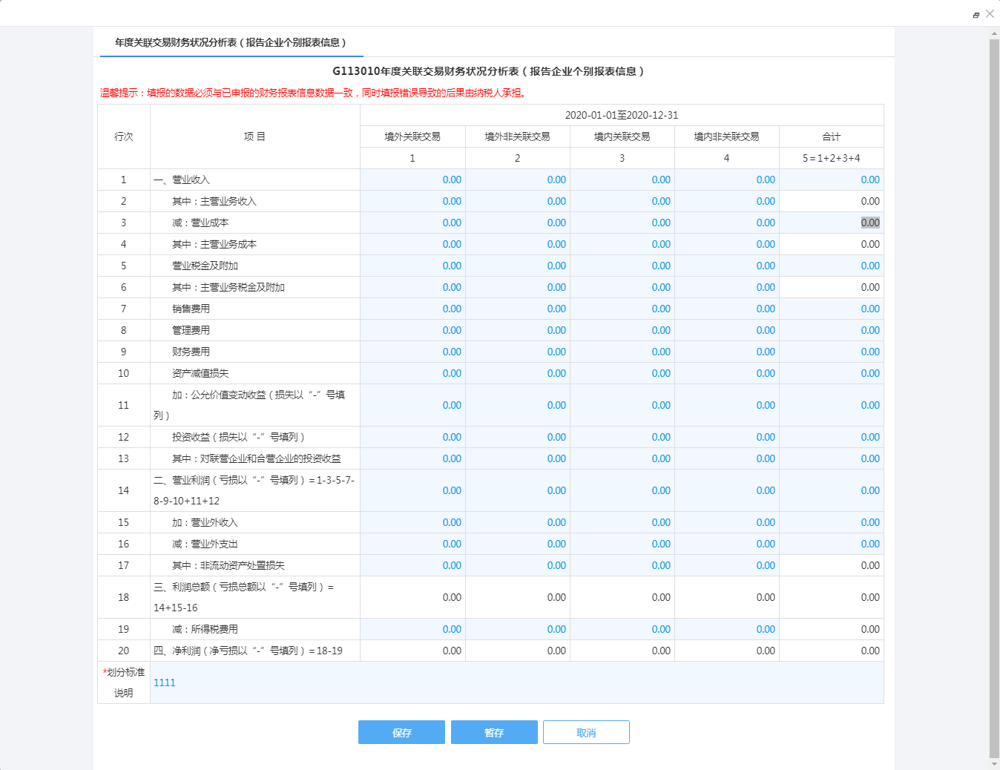 年度关联交易财务状况分析表（报告企业个别报表信息）
G113010年度关联交易财务状况分析表（报告企业个别报表信息）
温馨提示：填报的数据必须与已申报的财务报表信息数据一致，同时填报错误导致的后果由纳税人承担。
行次 项 目 2020-01-01至2020-12-31
境外关联交易 境外非关联交易 境内关联交易 境内非关联交易 合计
1 2 3 4 5＝1+2+3+4
1 一、营业收入 0.00 0.00 0.00 0.00 0.00
2 其中：主营业务收入 0.00 0.00 0.00 0.00 0.00
3 减：营业成本 0.00 0.00 0.00 0.00 0.00
4 其中：主营业务成本 0.00 0.00 0.00 0.00 0.00
5 营业税金及附加 0.00 0.00 0.00 0.00 0.00
6 其中：主营业务税金及附加 0.00 0.00 0.00 0.00 0.00
7 销售费用 0.00 0.00 0.00 0.00 0.00
8 管理费用 0.00 0.00 0.00 0.00 0.00
9 财务费用 0.00 0.00 0.00 0.00 0.00
10 资产减值损失 0.00 0.00 0.00 0.00 0.00
11 加：公允价值变动收益（损失以“-”号填
列） 0.00 0.00 0.00 0.00 0.00
12 投资收益（损失以“-”号填列） 0.00 0.00 0.00 0.00 0.00
13 其中：对联营企业和合营企业的投资收益 0.00 0.00 0.00 0.00 0.00
14 二、营业利润（亏损以“-”号填列）＝1-3-5-7-
8-9-10+11+12 0.00 0.00 0.00 0.00 0.00
15 加：营业外收入 0.00 0.00 0.00 0.00 0.00
16 减：营业外支出 0.00 0.00 0.00 0.00 0.00
17 其中：非流动资产处置损失 0.00 0.00 0.00 0.00 0.00
18 三、利润总额（亏损总额以“-”号填列）＝
14+15-16 0.00 0.00 0.00 0.00 0.00
19 减：所得税费用 0.00 0.00 0.00 0.00 0.00
20 四、净利润（净亏损以“-”号填列）＝18-19 0.00 0.00 0.00 0.00 0.00
*划分标准
说明 1111
保存 暂存 取消